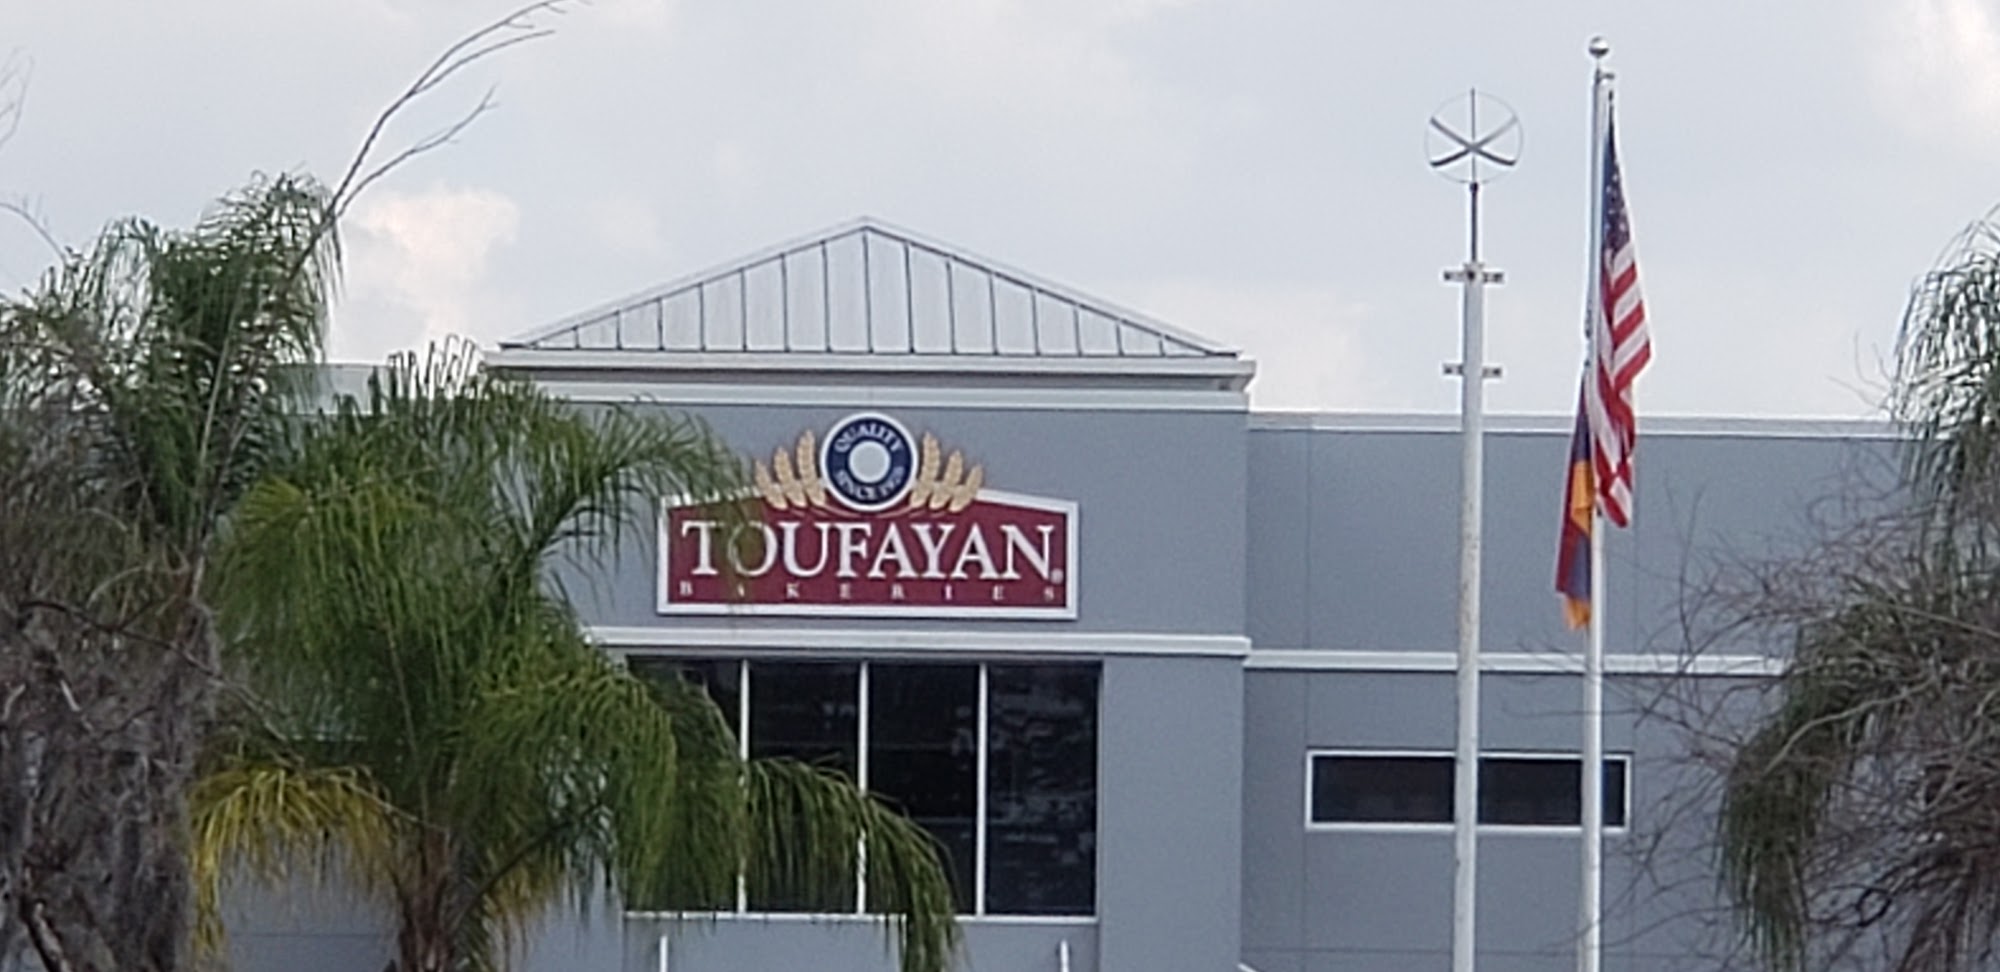 QUALITY
SINCE 1926
TOUFAYAN®
BAKERIES